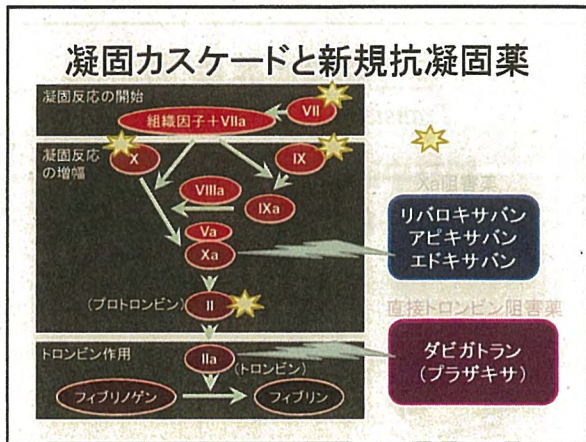 凝固カスケードと新規抗凝固薬
凝固反応の開始
VII
組織因子+VIIa
凝固反応
の増幅
X
IX
VIIIa
IXa
Va
Xa
(プロトロンビン)
II
Xa阻害薬
リバロキサバン
アピキサバン
エドキサバン
直接トロンビン阻害薬
トロンビン作用
IIa
(トロンビン)
フィブリノゲン
フィブリン
ダビガトラン
(プラザキサ)